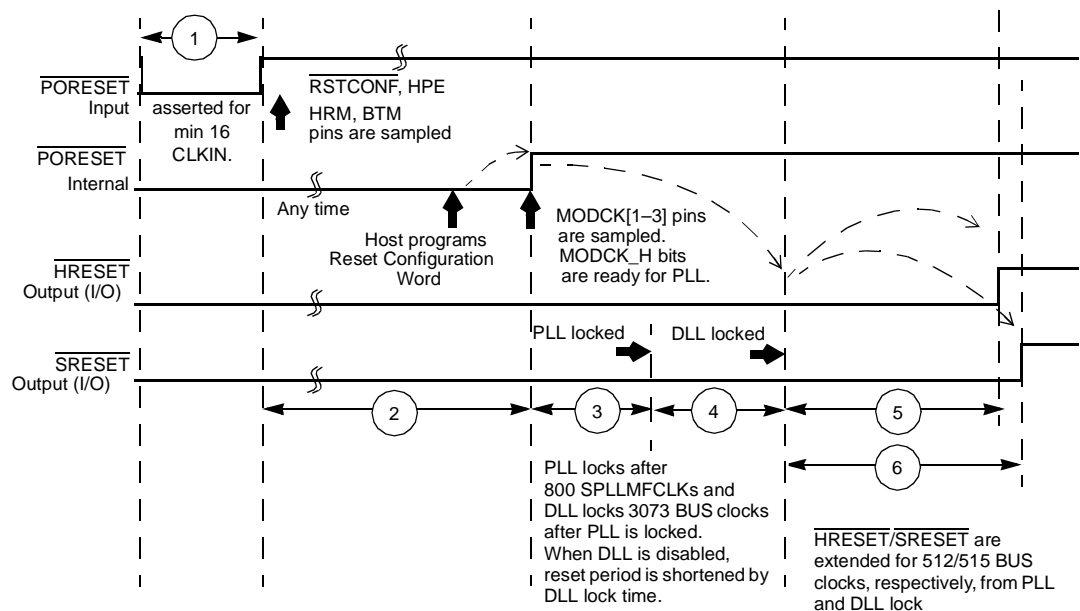 1
PORESET
Input
asserted for
min 16
CLKIN.
RSTCONF, HPE
HRM, BTM
pins are sampled
PORESET
Internal
Any time
Host programs
Reset Configuration
Word
MODCK[1–3] pins
are sampled.
MODCK_H bits
are ready for PLL.
HRESET
Output (I/O)
PLL locked
DLL locked
SRESET
Output (I/O)
2
3
4
5
6
PLL locks after
800 SPLLMFCLKs and
DLL locks 3073 BUS clocks
after PLL is locked.
When DLL is disabled,
reset period is shortened by
DLL lock time.
HRESET/SRESET are
extended for 512/515 BUS
clocks, respectively, from PLL
and DLL lock